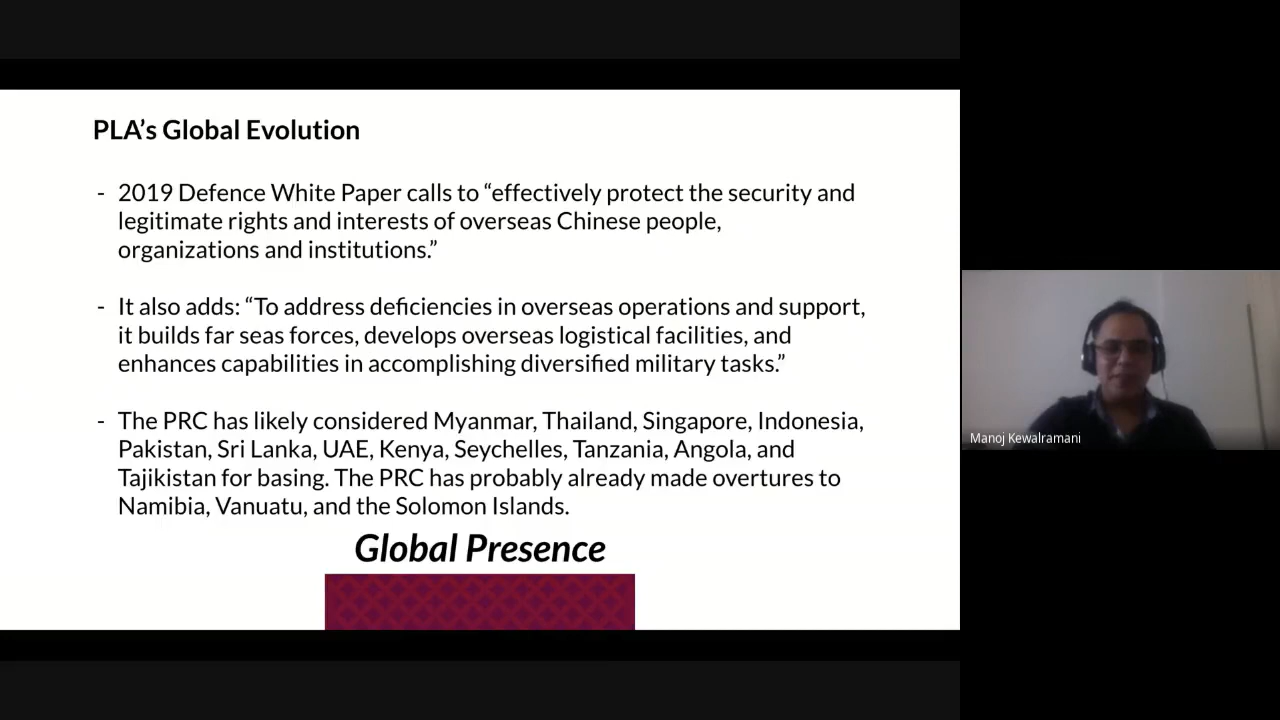 PLA’s Global Evolution
- 2019 Defence White Paper calls to “effectively protect the security and
legitimate rights and interests of overseas Chinese people,
organizations and institutions.”
- It also adds: “To address deficiencies in overseas operations and support,
it builds far seas forces, develops overseas logistical facilities, and
enhances capabilities in accomplishing diversified military tasks.”
- The PRC has likely considered Myanmar, Thailand, Singapore, Indonesia,
Pakistan, Sri Lanka, UAE, Kenya, Seychelles, Tanzania, Angola, and
Tajikistan for basing. The PRC has probably already made overtures to
Namibia, Vanuatu, and the Solomon Islands.
Global Presence
Manoj Kewalramani